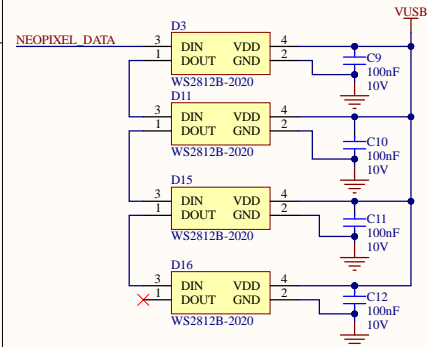 VUSB
NEOPIXEL_DATA
D3
3 DIN VDD 4
1 DOUT GND 2
WS2812B-2020
C9
100nF
10V
D11
3 DIN VDD 4
1 DOUT GND 2
WS2812B-2020
C10
100nF
10V
D15
3 DIN VDD 4
1 DOUT GND 2
WS2812B-2020
C11
100nF
10V
D16
3 DIN VDD 4
1 DOUT GND 2
WS2812B-2020
C12
100nF
10V